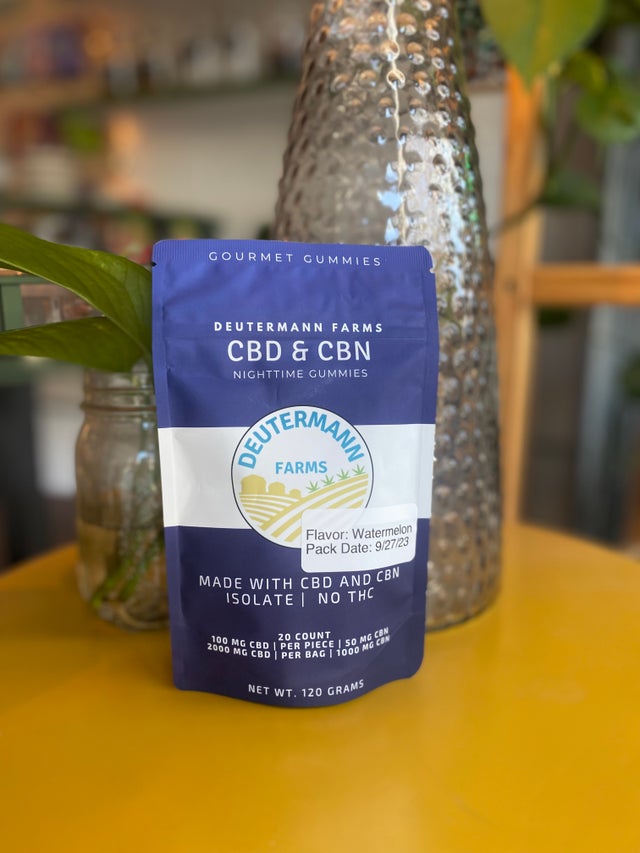 GOURMET GUMMIES
DEUTERMANN FARMS
CBD & CBN
NIGHTTIME GUMMIES
DEUTERMANN
FARMS
Flavor: Watermelon
Pack Date: 9/27/23
MADE WITH CBD AND CBN
ISOLATE | NO THC
20 COUNT
100 MG CBD | PER PIECE | 50 MG CBN
2000 MG CBD | PER BAG | 1000 MG CBN
NET WT. 120 GRAMS